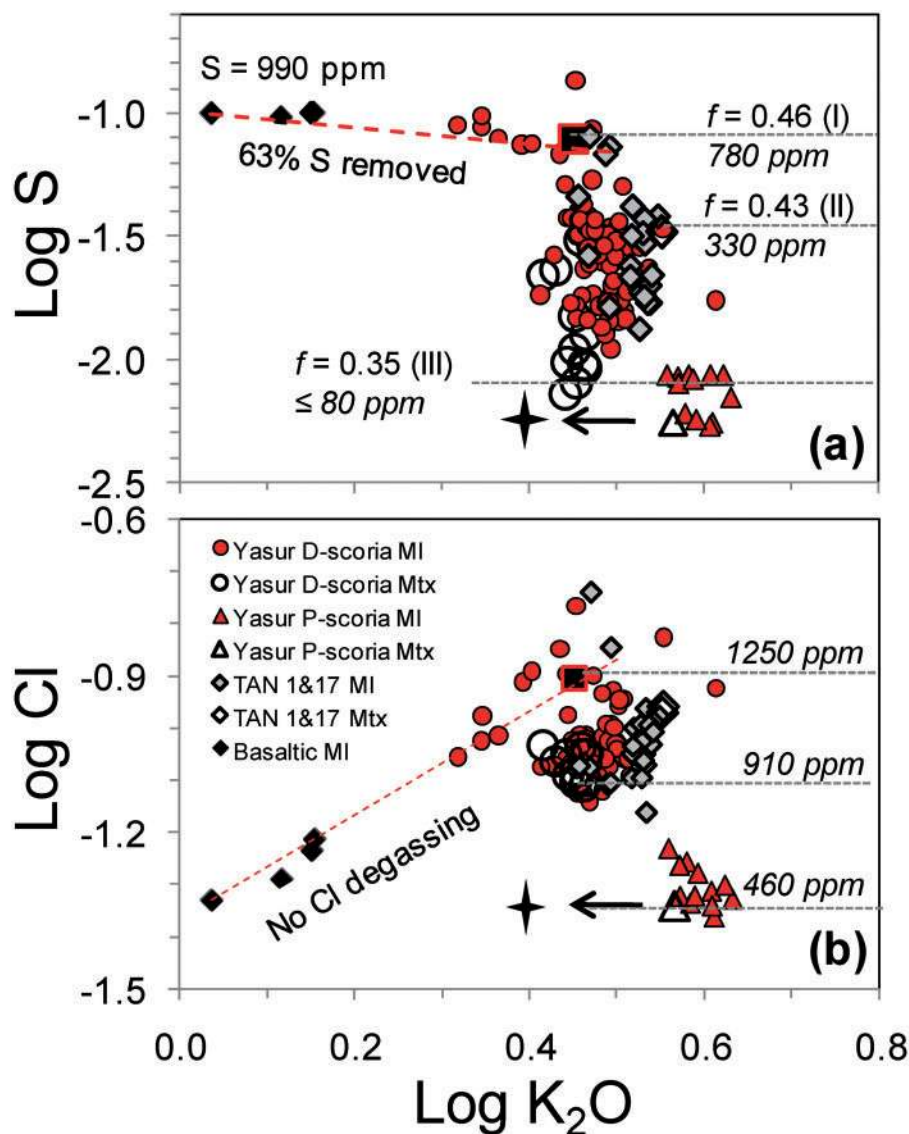 S = 990 ppm
-1.0
f = 0.46 (I)
780 ppm
63% S removed
f = 0.43 (II)
330 ppm
-1.5
Log S
-2.0
f = 0.35 (III)
≤ 80 ppm
(a)
-2.5
-0.6
Yasur D-scoria MI
Yasur D-scoria Mtx
Yasur P-scoria MI
Yasur P-scoria Mtx
TAN 1&17 MI
TAN 1&17 Mtx
Basaltic MI
1250 ppm
-0.9
Log Cl
910 ppm
-1.2
No Cl degassing
460 ppm
(b)
-1.5
0.0 0.2 0.4 0.6 0.8
Log K₂O